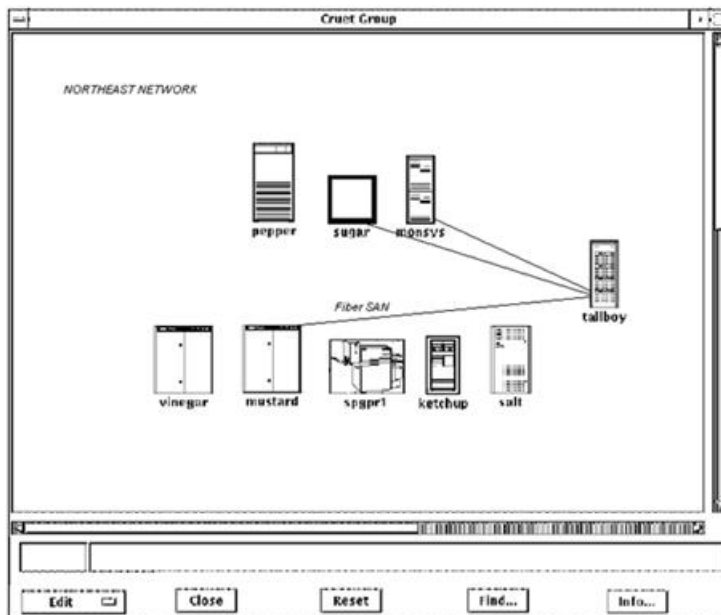 Cruet Group
NORTHEAST NETWORK
pepper
sugar
monsys
tallboy
Fiber SAN
vinegar
mustard
spgpr1
ketchup
salt
Edit
Close
Reset
Find...
Info...